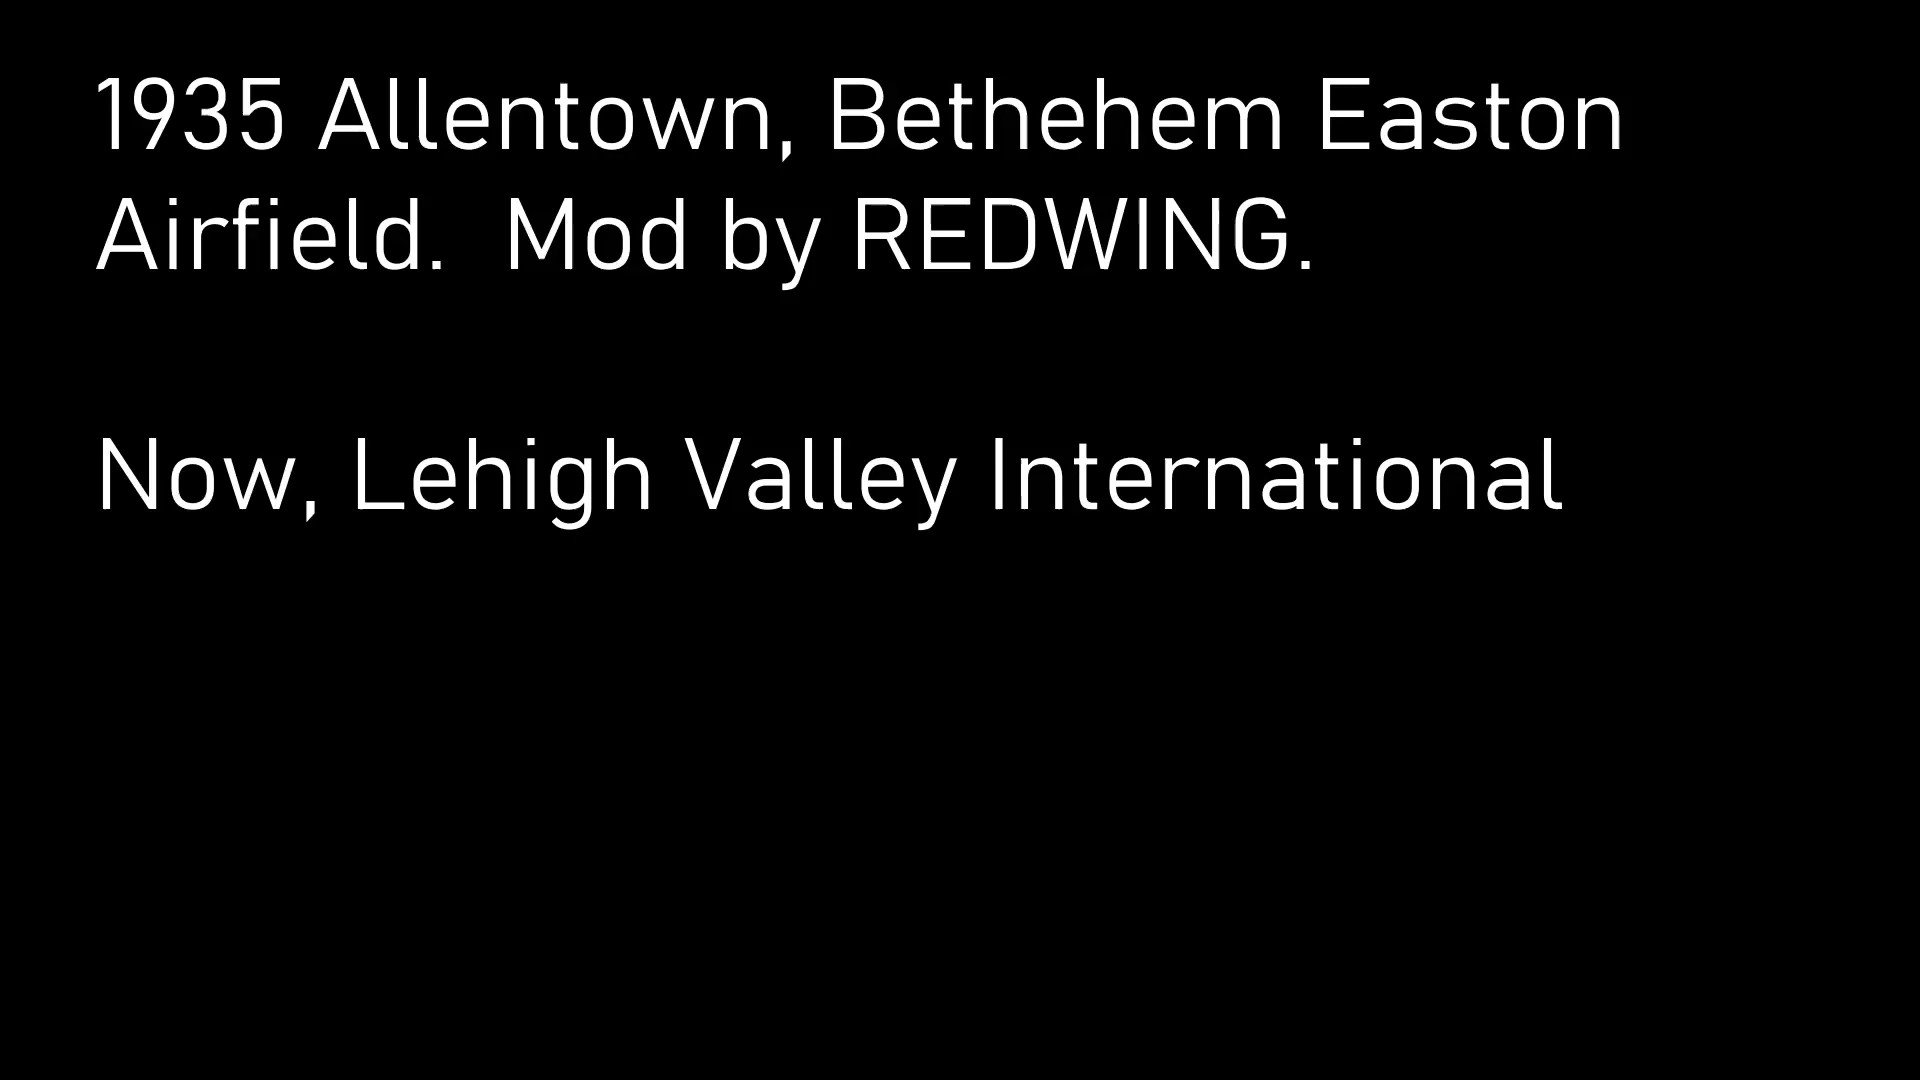 1935 Allentown, Bethehem Easton
Airfield.  Mod by REDWING.
Now, Lehigh Valley International